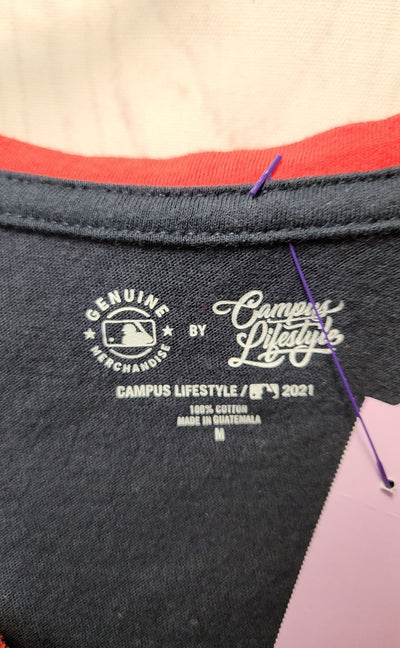 GENUINE
MERCHANDISE
BY
Campus
Lifestyle
CAMPUS LIFESTYLE / 2021
100% COTTON
MADE IN GUATEMALA
M